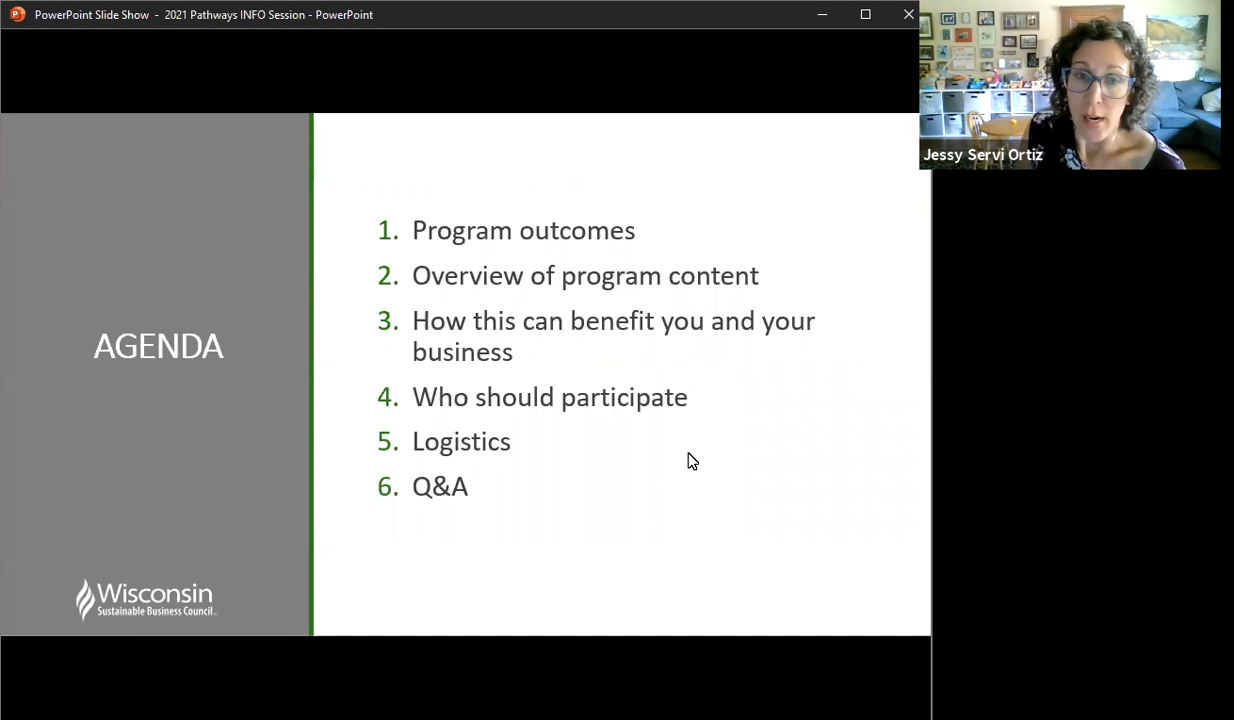 PowerPoint Slide Show - 2021 Pathways INFO Session - PowerPoint
Jessy Servi Ortiz
AGENDA
1. Program outcomes
2. Overview of program content
3. How this can benefit you and your
business
4. Who should participate
5. Logistics
6. Q&A
Wisconsin
Sustainable Business Council